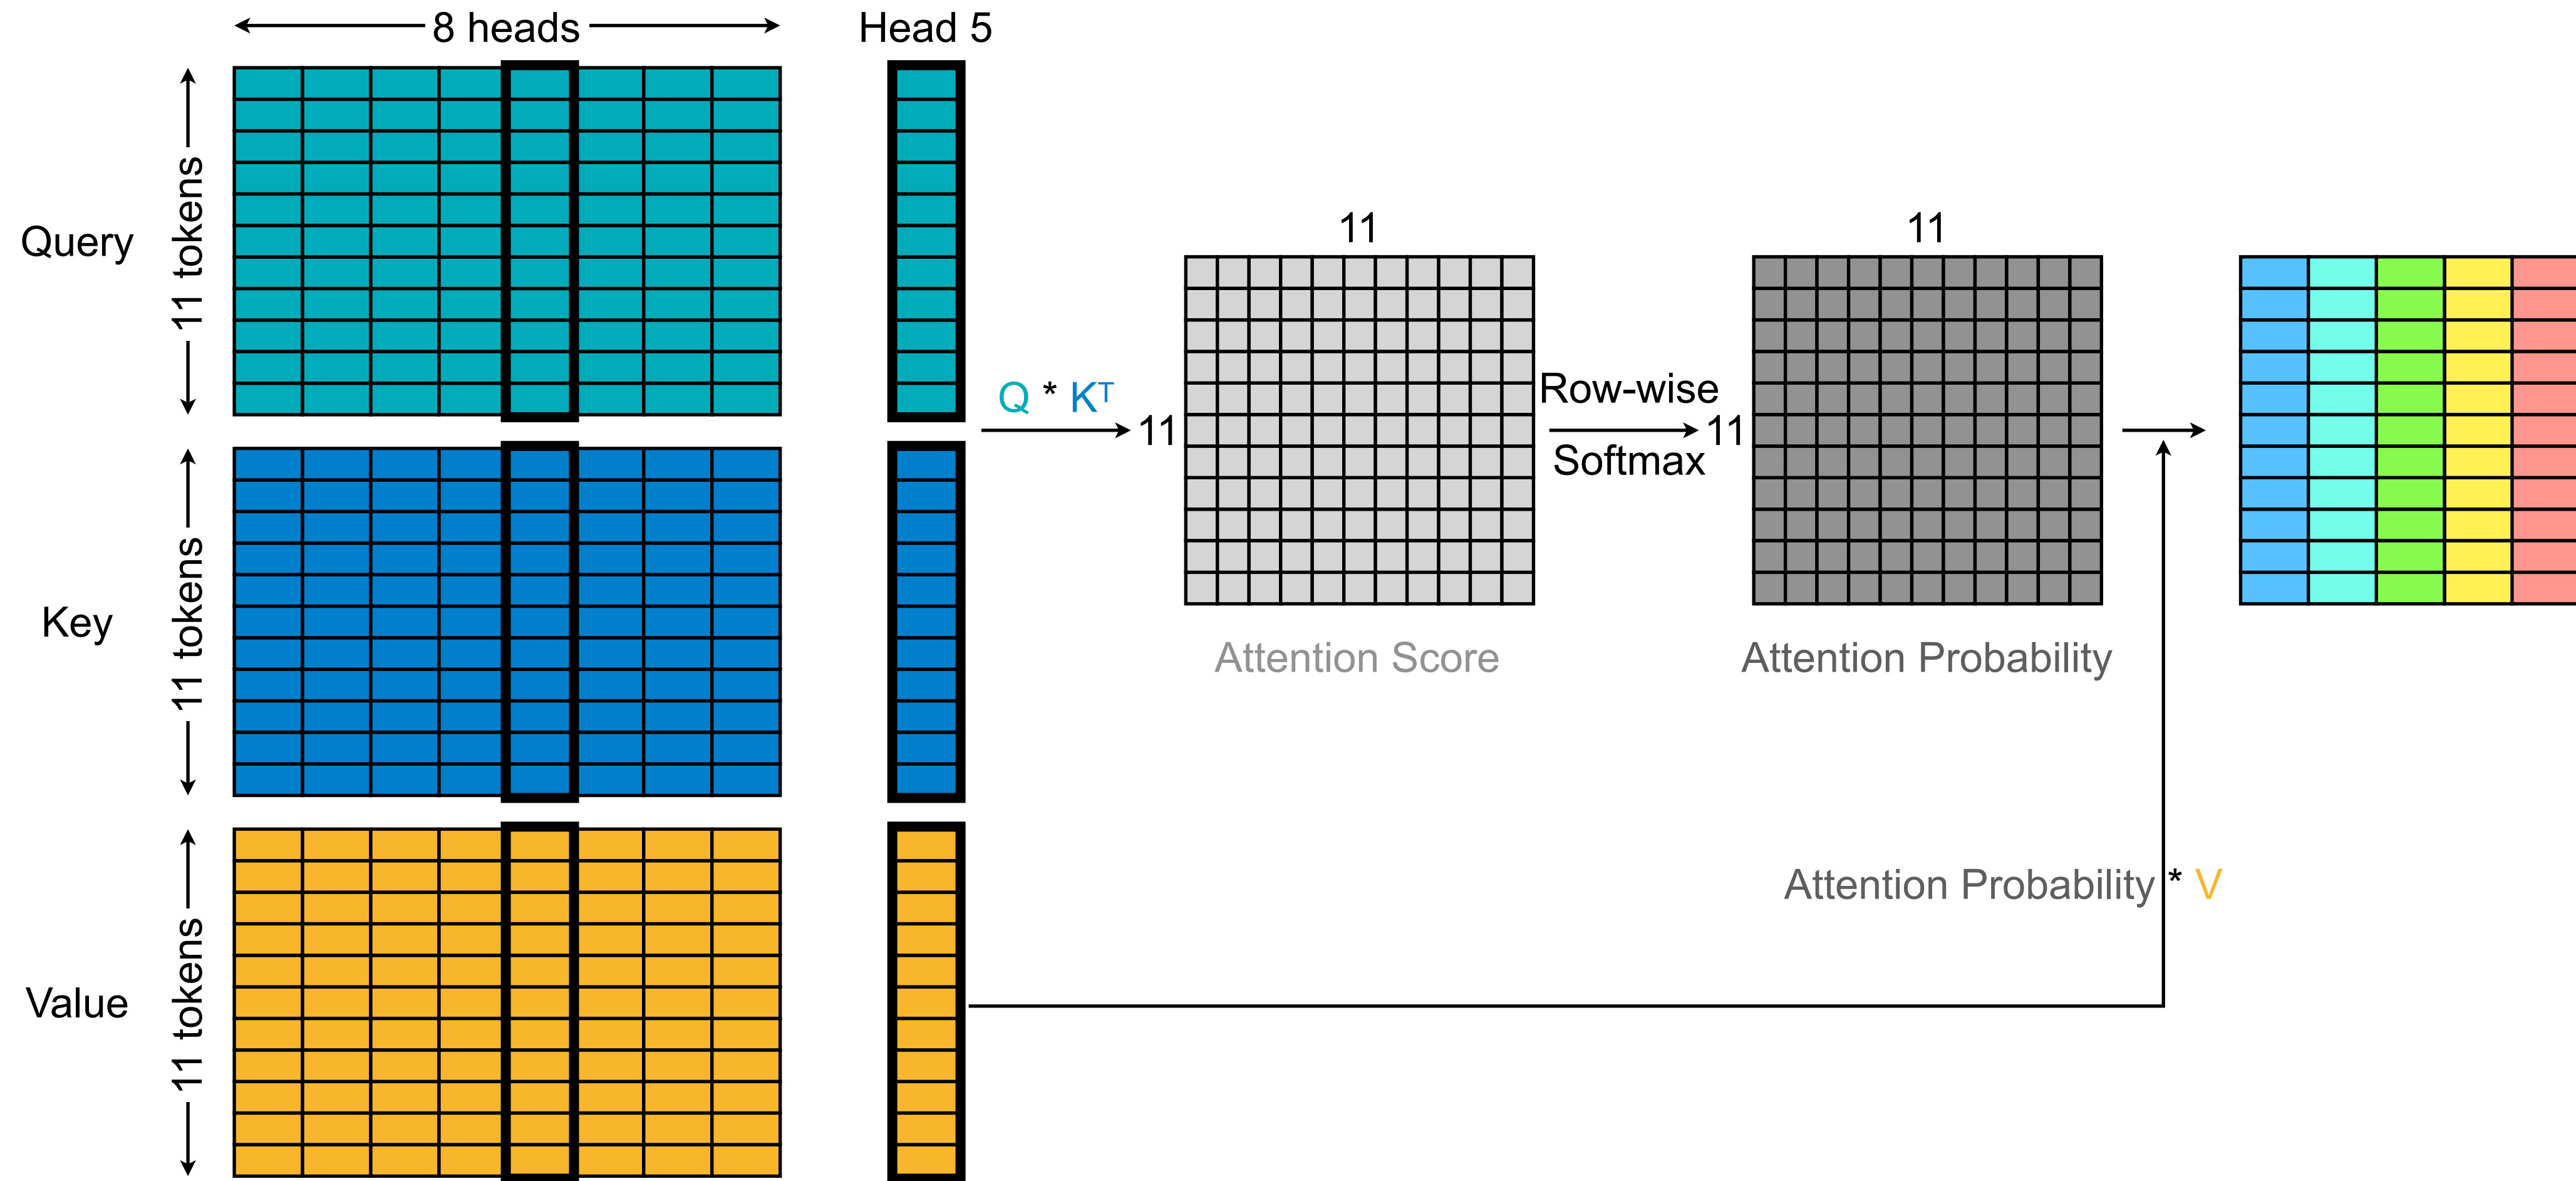 8 heads
Head 5
Query
11 tokens
Key
11 tokens
Value
11 tokens
Q * Kᵀ
11
11
Attention Score
Row-wise
Softmax
11
11
Attention Probability
Attention Probability * V